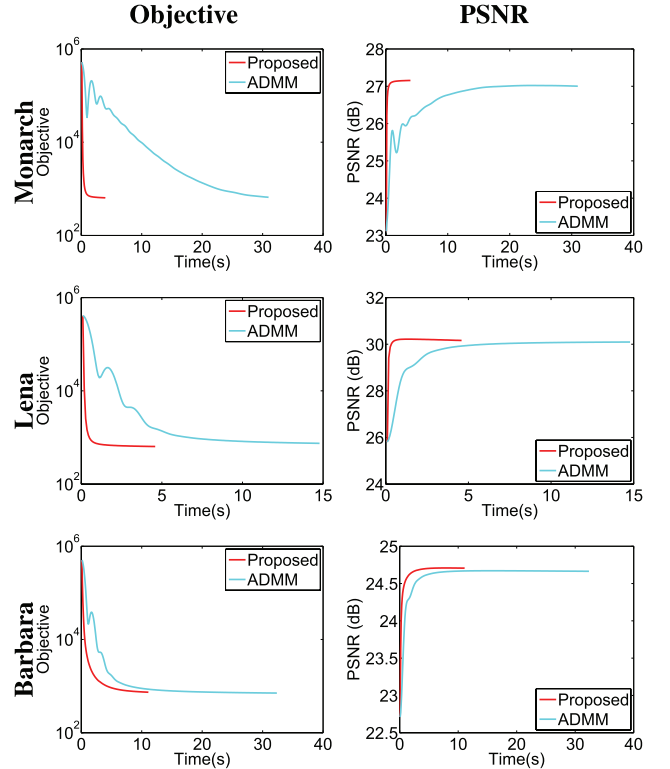 Objective
PSNR
Monarch
Objective
10^6
10^4
10^2
0 10 20 30 40
Time(s)
Proposed
ADMM
PSNR (dB)
28
27
26
25
24
23
0 10 20 30 40
Time(s)
Proposed
ADMM
Lena
Objective
10^6
10^4
10^2
0 5 10 15
Time(s)
Proposed
ADMM
PSNR (dB)
32
30
28
26
24
0 5 10 15
Time(s)
Proposed
ADMM
Barbara
Objective
10^6
10^4
10^2
0 10 20 30 40
Time(s)
Proposed
ADMM
PSNR (dB)
25
24.5
24
23.5
23
22.5
0 10 20 30 40
Time(s)
Proposed
ADMM